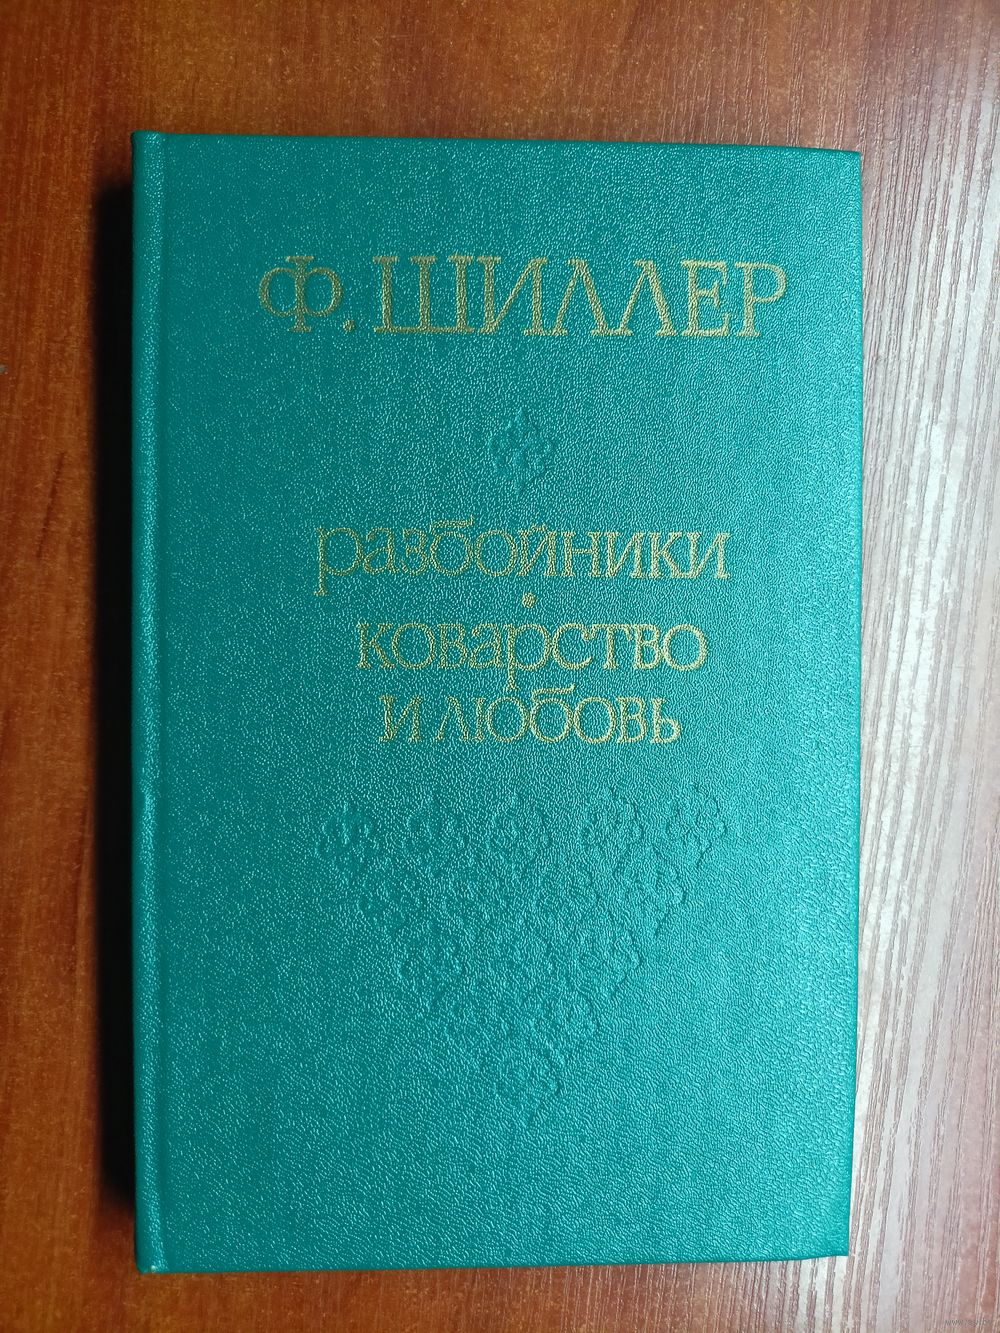 Ф. ШИЛЛЕР
разбойники
коварство
и любовь